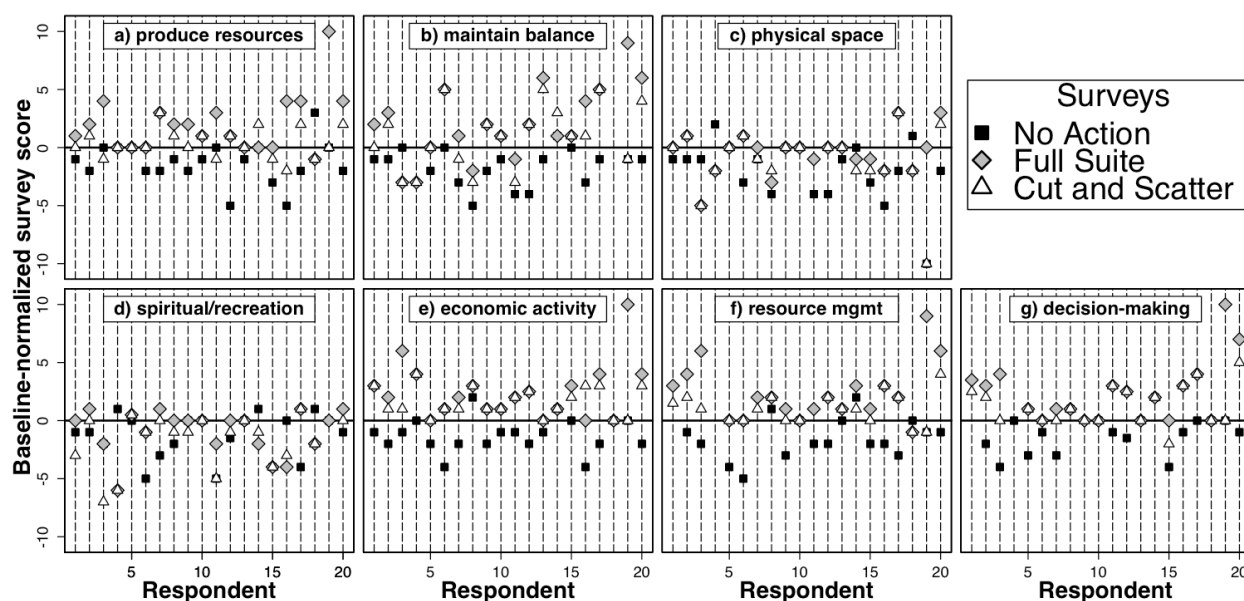 a) produce resources
b) maintain balance
c) physical space
10
5
0
-5
-10
Surveys
No Action
Full Suite
Cut and Scatter
Baseline-normalized survey score
d) spiritual/recreation
e) economic activity
f) resource mgmt
g) decision-making
10
5
0
-5
-10
5 10 15 20
5 10 15 20
5 10 15 20
5 10 15 20
Respondent
Respondent
Respondent
Respondent